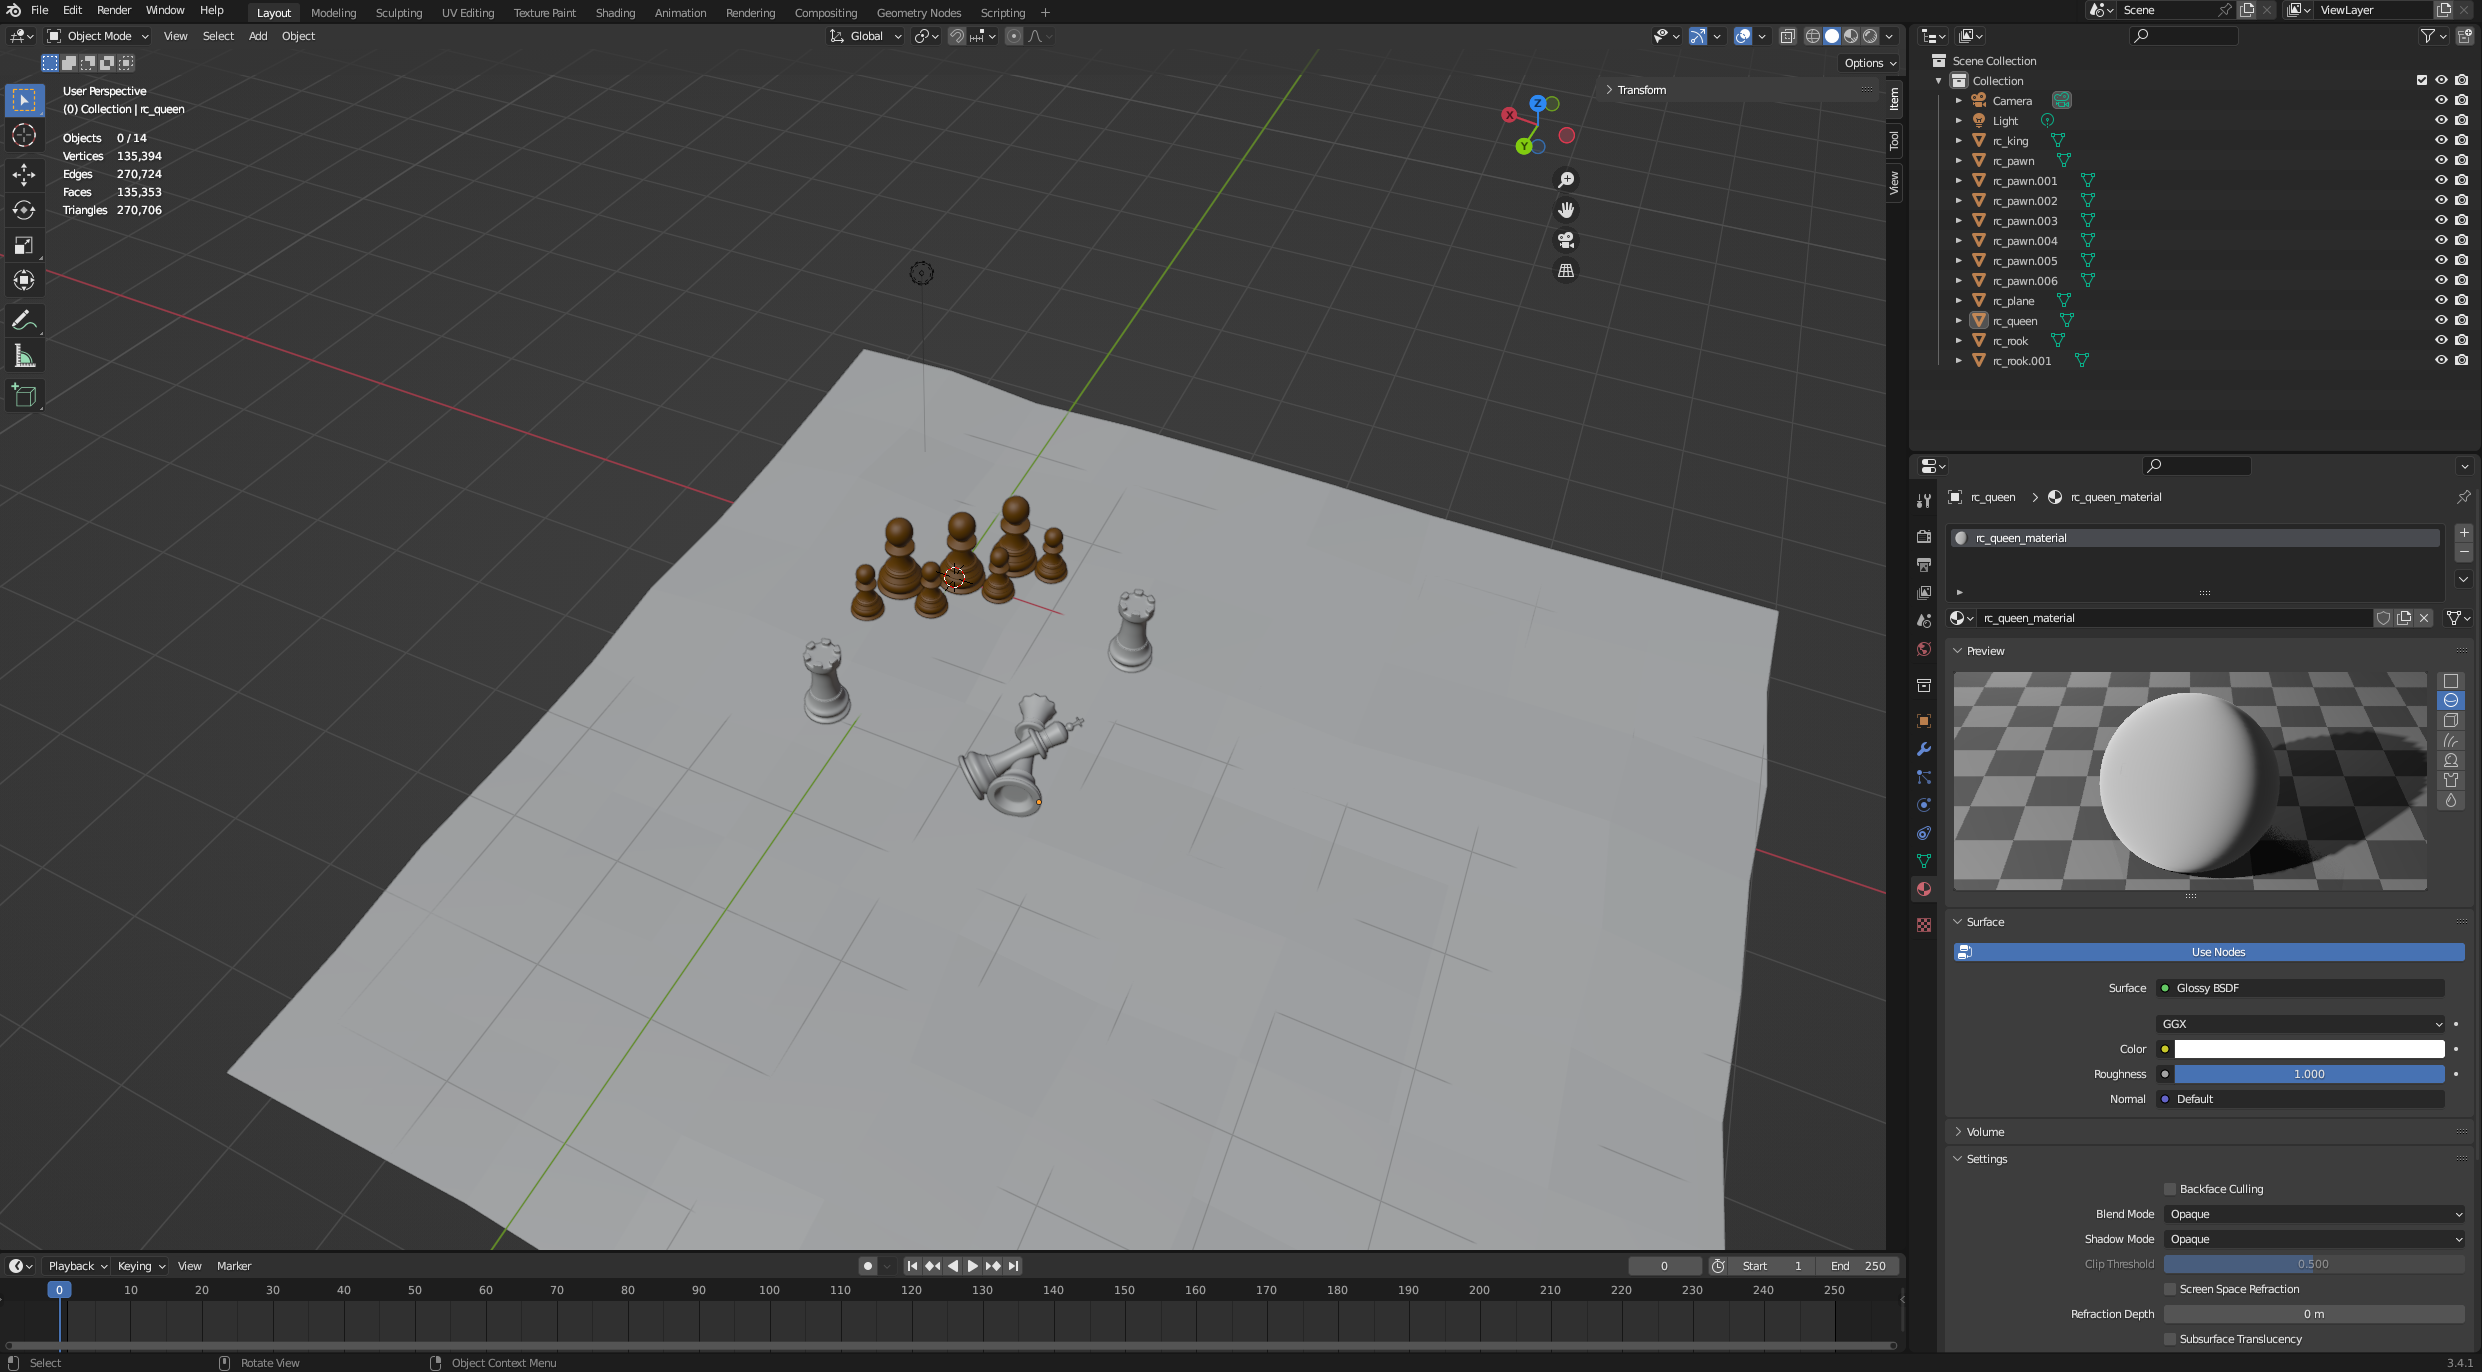 File Edit Render Window Help Layout Modeling Sculpting UV Editing Texture Paint Shading Animation Rendering Compositing Geometry Nodes Scripting + Scene ViewLayer
Object Mode View Select Add Object Global
Options
User Perspective
(0) Collection | rc_queen
Objects 0 / 14
Vertices 135,394
Edges 270,724
Faces 135,353
Triangles 270,706
Transform
Item
Tool
View
X
Y
Z
Scene Collection
Collection
Camera
Light
rc_king
rc_pawn
rc_pawn.001
rc_pawn.002
rc_pawn.003
rc_pawn.004
rc_pawn.005
rc_pawn.006
rc_plane
rc_queen
rc_rook
rc_rook.001
rc_queen > rc_queen_material
rc_queen_material
rc_queen_material
Preview
Surface
Use Nodes
Surface Glossy BSDF
GGX
Color
Roughness 1.000
Normal Default
Volume
Settings
Backface Culling
Blend Mode Opaque
Shadow Mode Opaque
Clip Threshold 0.500
Screen Space Refraction
Refraction Depth 0 m
Subsurface Translucency
Playback Keying View Marker 0 Start 1 End 250
0 10 20 30 40 50 60 70 80 90 100 110 120 130 140 150 160 170 180 190 200 210 220 230 240 250
Select Rotate View Object Context Menu 3.4.1